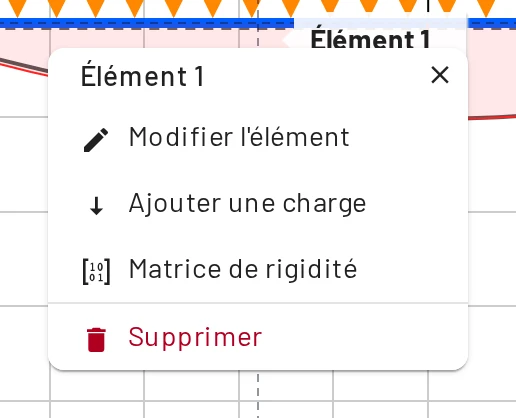 Élément 1
Élément 1
Modifier l'élément
Ajouter une charge
Matrice de rigidité
Supprimer